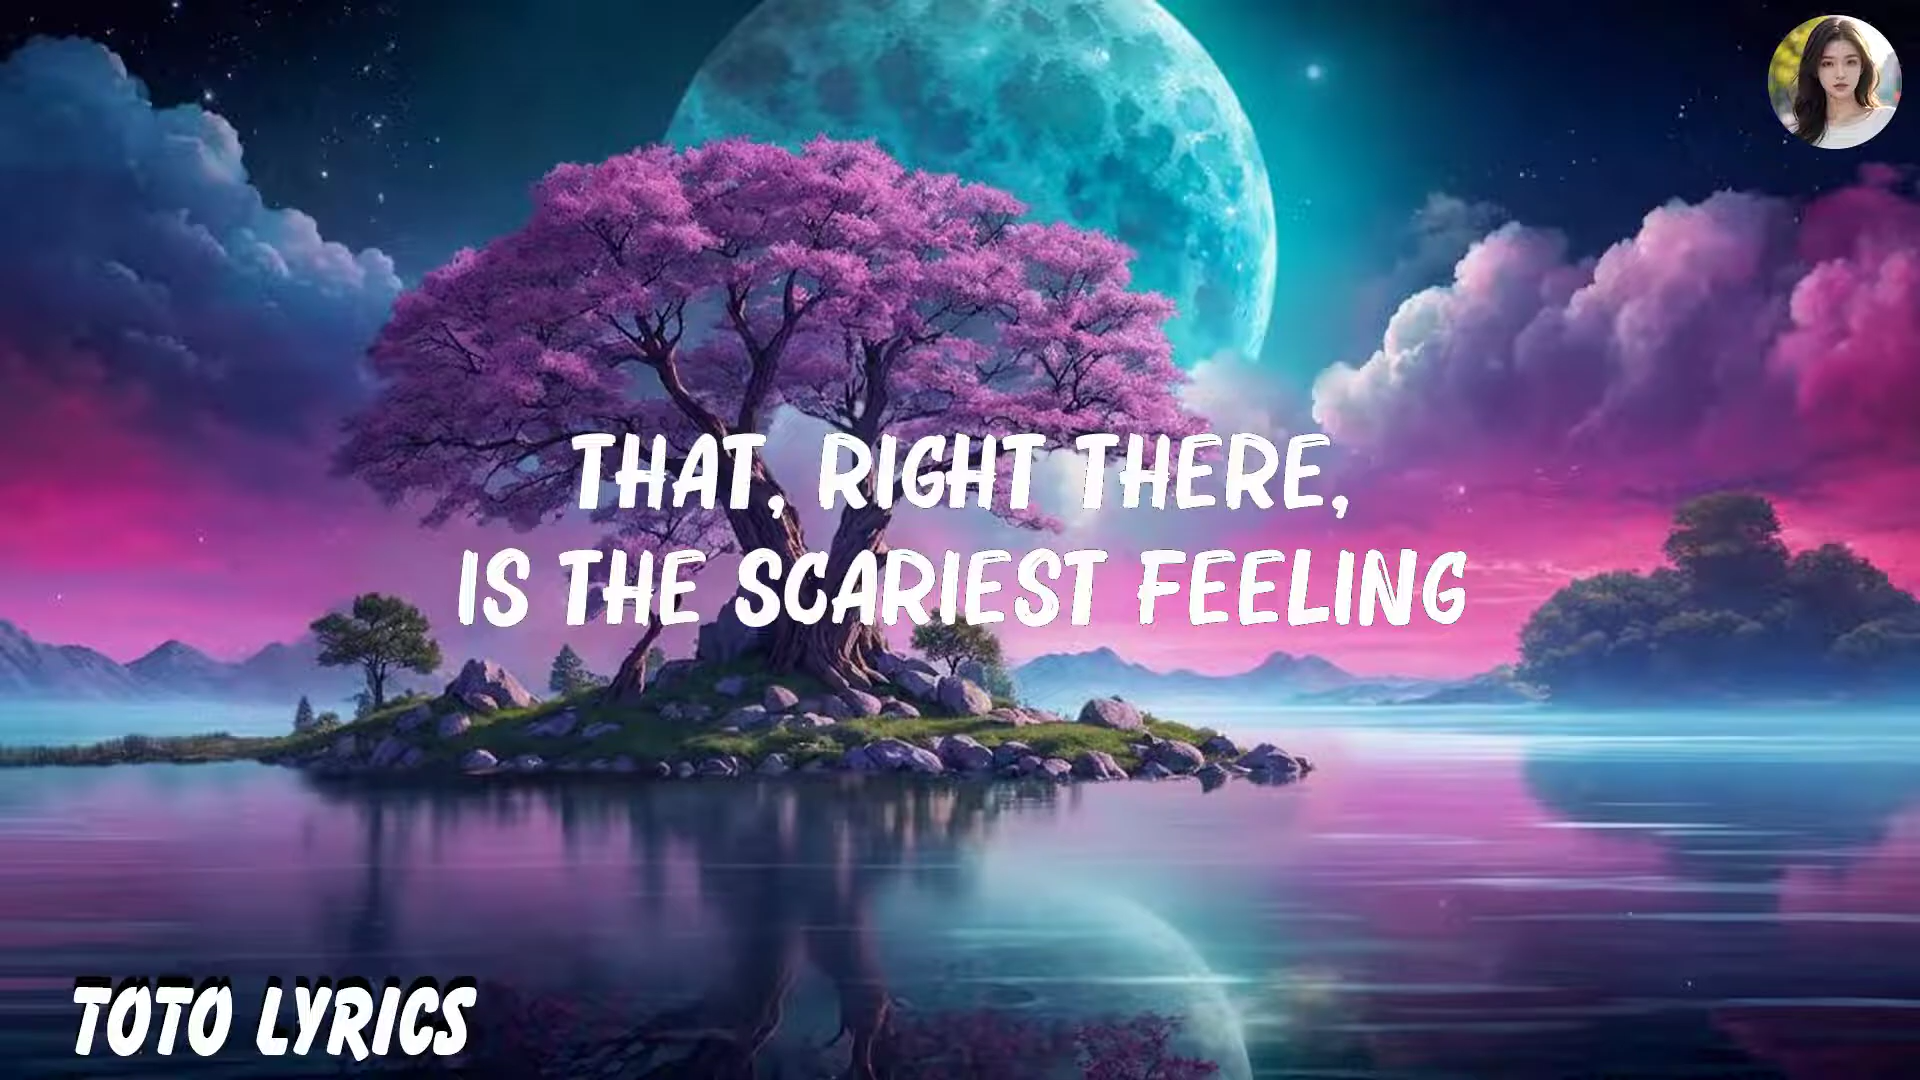 THAT, RIGHT THERE,
IS THE SCARIEST FEELING
TOTO LYRICS